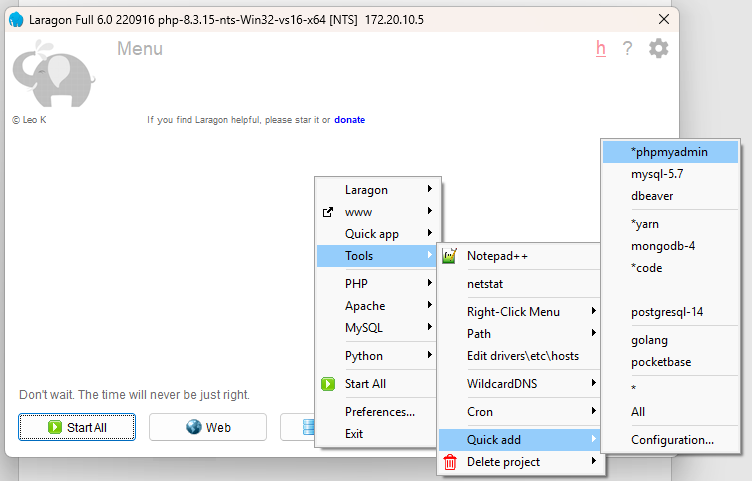 Laragon Full 6.0 220916 php-8.3.15-nts-Win32-vs16-x64 [NTS] 172.20.10.5
Menu
h ?
© Leo K
If you find Laragon helpful, please star it or donate
Laragon
www
Quick app
Tools
PHP
Apache
MySQL
Python
Start All
Preferences...
Exit
Notepad++
netstat
Right-Click Menu
Path
Edit drivers\etc\hosts
WildcardDNS
Cron
Quick add
Delete project
*phpmyadmin
mysql-5.7
dbeaver
*yarn
mongodb-4
*code
postgresql-14
golang
pocketbase
*
All
Configuration...
Don't wait. The time will never be just right.
Start All
Web